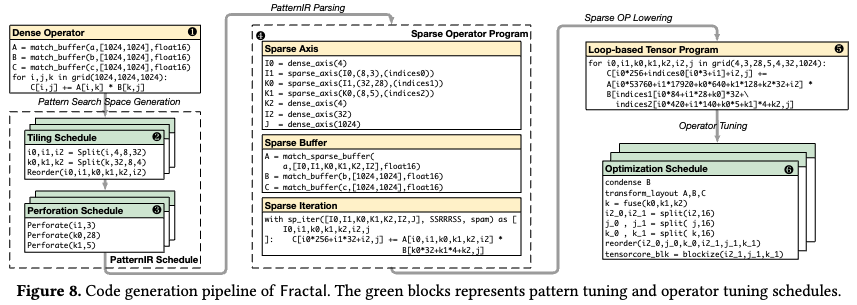 PatternIR Parsing
Sparse OP Lowering
Dense Operator ❶
A = match_buffer(a,[1024,1024],float16)
B = match_buffer(b,[1024,1024],float16)
C = match_buffer(c,[1024,1024],float16)
for i,j,k in grid(1024,1024,1024):
C[i,j] += A[i,k] * B[k,j]
Pattern Search Space Generation
Tiling Schedule ❷
i0,i1,i2 = Split(i,4,8,32)
k0,k1,k2 = Split(k,32,8,4)
Reorder(i0,i1,k0,k1,k2,i2)
Perforation Schedule ❸
Perforate(i1,3)
Perforate(k0,28)
Perforate(k1,5)
PatternIR Schedule
❹ Sparse Operator Program
Sparse Axis
I0 = dense_axis(4)
I1 = sparse_axis(I0,(8,3),(indices0))
K0 = sparse_axis(I1,(32,28),(indices1))
K1 = sparse_axis(K0,(8,5),(indices2))
K2 = dense_axis(4)
I2 = dense_axis(32)
J = dense_axis(1024)
Sparse Buffer
A = match_sparse_buffer(
a,[I0,I1,K0,K1,K2,I2],float16)
B = match_buffer(b,[1024,1024],float16)
C = match_buffer(c,[1024,1024],float16)
Sparse Iteration
with sp_iter([I0,I1,K0,K1,K2,I2,J], SSRRRSS, spam) as [
I0,i1,k0,k1,k2,i2,j
]: C[i0*256+i1*32+i2,j] += A[i0,i1,k0,k1,k2,i2] *
B[k0*32+k1*4+k2,j]
Loop-based Tensor Program ❺
for i0,i1,k0,k1,k2,i2,j in grid(4,3,28,5,4,32,1024):
C[i0*256+indices0[i0*3+i1]+i2,j] +=
A[i0*53760+i1*17920+k0*640+k1*128+k2*32+i2] *
B[indices1[i0*84+i1*28+k0]*32+\
indices2[i0*420+i1*140+k0*5+k1]*4+k2,j]
Operator Tuning
Optimization Schedule ❻
condense B
transform_layout A,B,C
k = fuse(k0,k1,k2)
i2_0,i2_1 = split(i2,16)
j_0 , j_1 = split( j,16)
k_0 , k_1 = split( k,16)
reorder(i2_0,j_0,k_0,i2_1,j_1,k_1)
tensorcore_blk = blockize(i2_1,j_1,k_1)
Figure 8. Code generation pipeline of Fractal. The green blocks represents pattern tuning and operator tuning schedules.